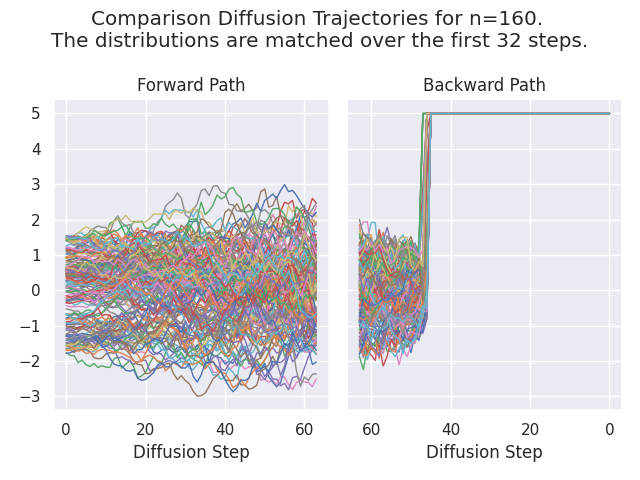 Comparison Diffusion Trajectories for n=160.
The distributions are matched over the first 32 steps.
Forward Path
Backward Path
5
4
3
2
1
0
−1
−2
−3
0 20 40 60
60 40 20 0
Diffusion Step
Diffusion Step